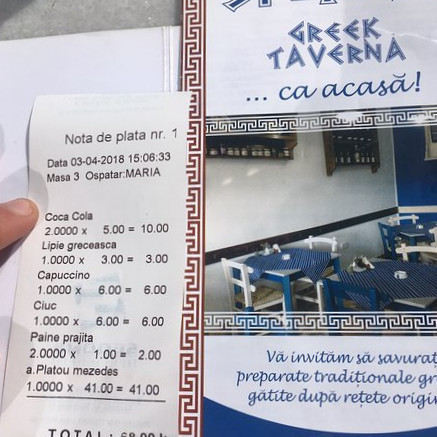 Nota de plata nr. 1
Data 03-04-2018 15:06:33
Masa 3 Ospatar:MARIA
Coca Cola
2.0000 x 5.00 = 10.00
Lipie greceasca
1.0000 x 3.00 = 3.00
Capuccino
1.0000 x 6.00 = 6.00
Ciuc
1.0000 x 6.00 = 6.00
Paine prajita
2.0000 x 1.00 = 2.00
a.Platou mezedes
1.0000 x 41.00 = 41.00
TOTAL: 68.00
GREEK
TAVERNA
... ca acasă!
Vă invităm să savurați
preparate tradiționale
gătite după rețete